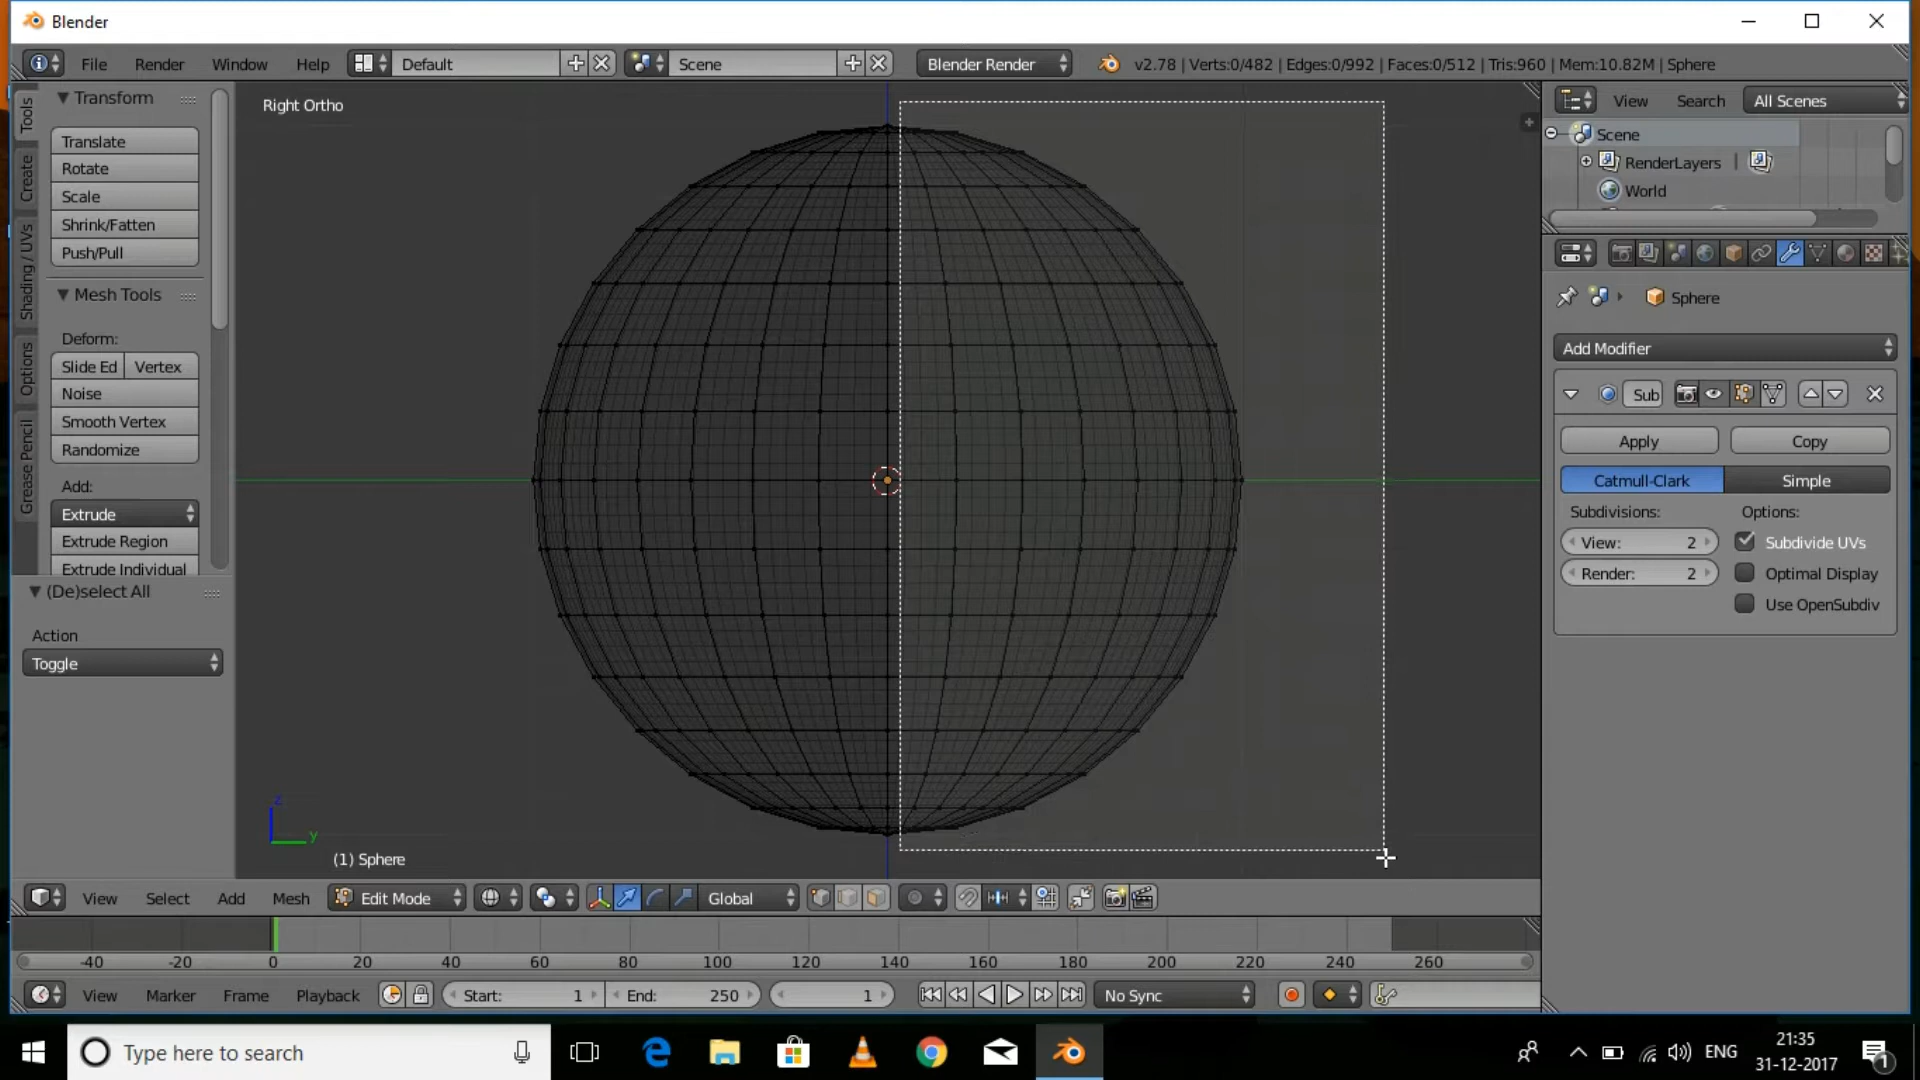 Blender
File Render Window Help Default Scene Blender Render v2.78 | Verts:0/482 | Edges:0/992 | Faces:0/512 | Tris:960 | Mem:10.82M | Sphere
Tools
Create
Shading / UVs
Options
Grease Pencil
Transform
Translate
Rotate
Scale
Shrink/Fatten
Push/Pull
Mesh Tools
Deform:
Slide Ed Vertex
Noise
Smooth Vertex
Randomize
Add:
Extrude
Extrude Region
Extrude Individual
(De)select All
Action
Toggle
Right Ortho
z
y
(1) Sphere
View Search All Scenes
Scene
RenderLayers |
World
Sphere
Add Modifier
Sub
Apply Copy
Catmull-Clark Simple
Subdivisions: Options:
View: 2 Subdivide UVs
Render: 2 Optimal Display
Use OpenSubdiv
View Select Add Mesh Edit Mode Global
-40 -20 0 20 40 60 80 100 120 140 160 180 200 220 240 260
View Marker Frame Playback Start: 1 End: 250 1 No Sync
Type here to search ENG 21:35
31-12-2017
1